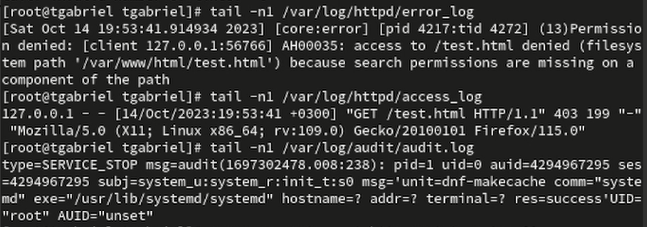 [root@tgabriel tgabriel]# tail -n1 /var/log/httpd/error_log
[Sat Oct 14 19:53:41.914934 2023] [core:error] [pid 4217:tid 4272] (13)Permissio
n denied: [client 127.0.0.1:56766] AH00035: access to /test.html denied (filesys
tem path '/var/www/html/test.html') because search permissions are missing on a
component of the path
[root@tgabriel tgabriel]# tail -n1 /var/log/httpd/access_log
127.0.0.1 - - [14/Oct/2023:19:53:41 +0300] "GET /test.html HTTP/1.1" 403 199 "-"
"Mozilla/5.0 (X11; Linux x86_64; rv:109.0) Gecko/20100101 Firefox/115.0"
[root@tgabriel tgabriel]# tail -n1 /var/log/audit/audit.log
type=SERVICE_STOP msg=audit(1697302478.008:238): pid=1 uid=0 auid=4294967295 ses
=4294967295 subj=system_u:system_r:init_t:s0 msg='unit=dnf-makecache comm="syste
md" exe="/usr/lib/systemd/systemd" hostname=? addr=? terminal=? res=success'UID=
"root" AUID="unset"